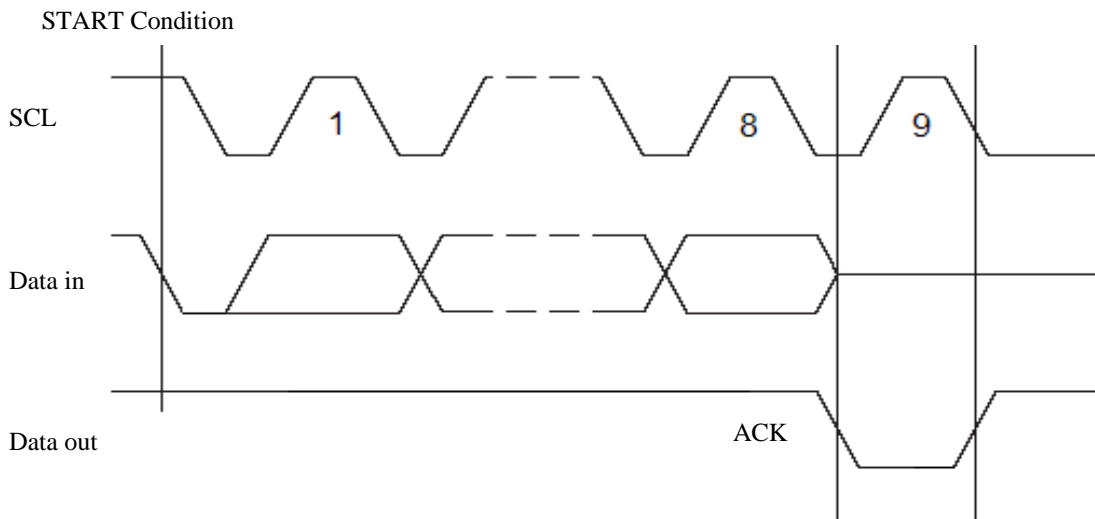 START Condition
SCL
1
8
9
Data in
Data out
ACK